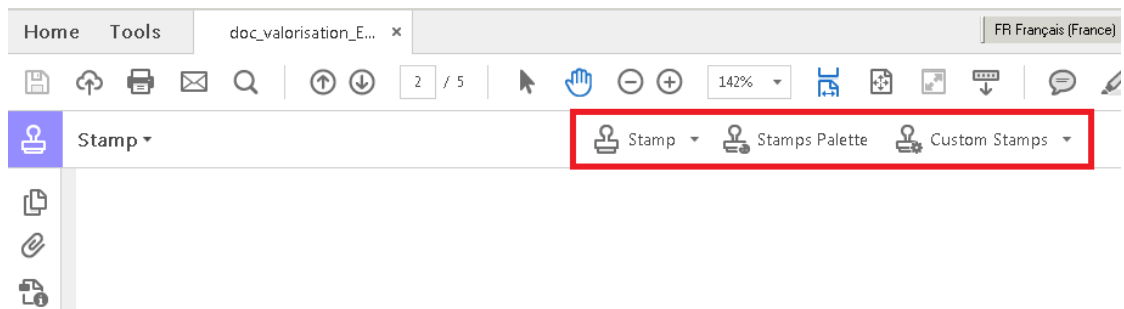 Home Tools doc_valorisation_E... × FR Français (France)
2 / 5 142%
Stamp Stamp Stamps Palette Custom Stamps